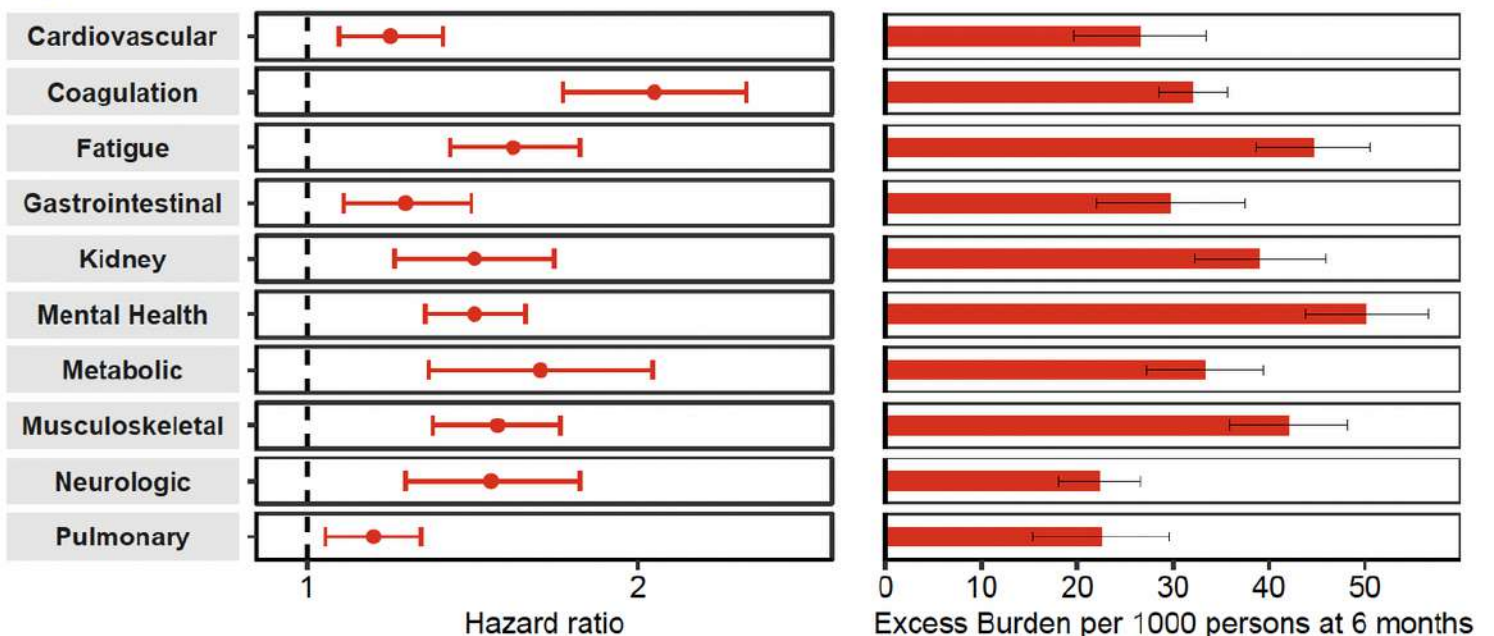 Cardiovascular
Coagulation
Fatigue
Gastrointestinal
Kidney
Mental Health
Metabolic
Musculoskeletal
Neurologic
Pulmonary
1 2
Hazard ratio
0 10 20 30 40 50
Excess Burden per 1000 persons at 6 months